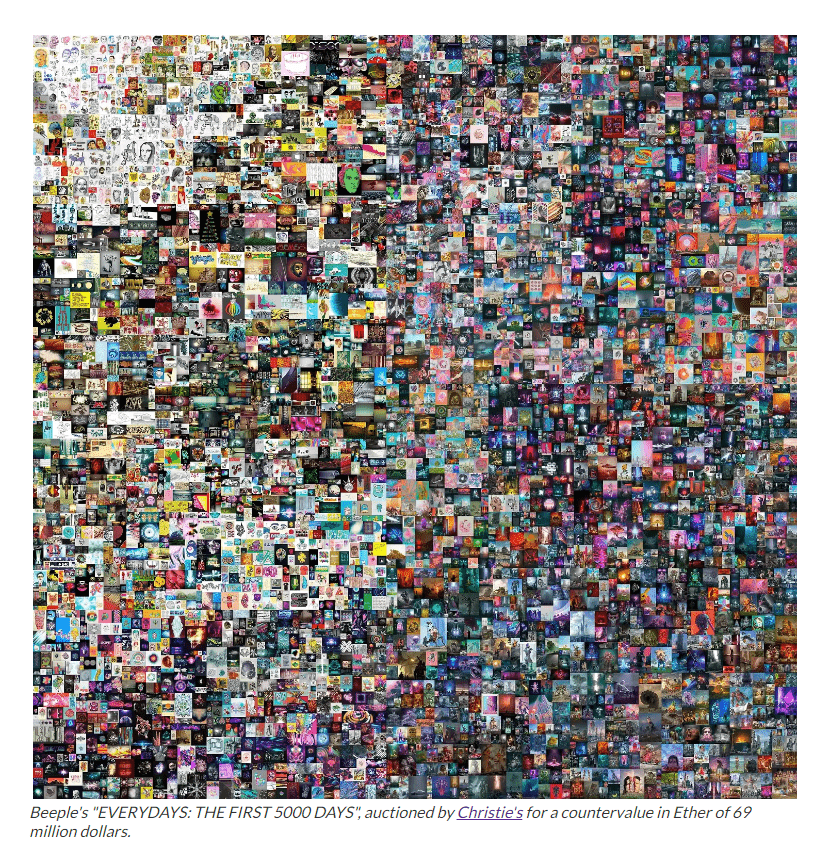 Beeple's "EVERYDAYS: THE FIRST 5000 DAYS", auctioned by Christie's for a countervalue in Ether of 69
million dollars.